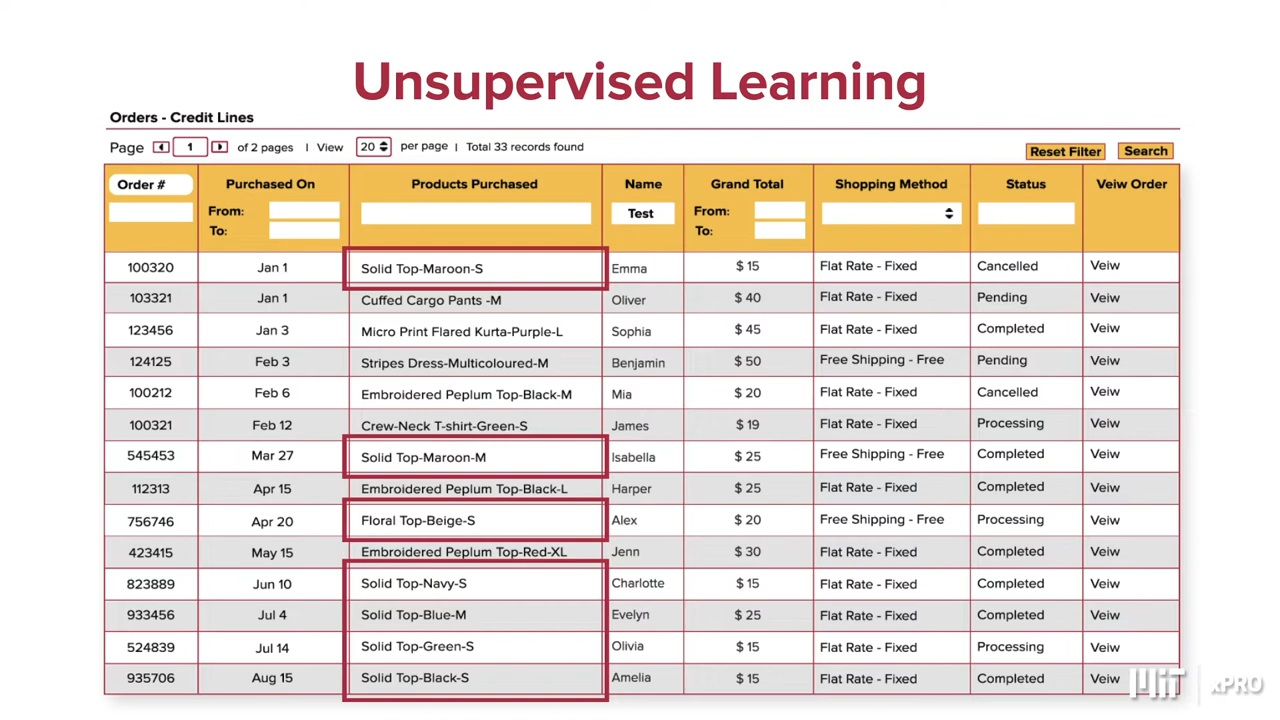 Unsupervised Learning
Orders - Credit Lines
Page 1 of 2 pages | View 20 per page | Total 33 records found
Reset Filter Search
Order # Purchased On Products Purchased Name Grand Total Shopping Method Status Veiw Order
From: Test From:
To: To:
100320 Jan 1 Solid Top-Maroon-S Emma $ 15 Flat Rate - Fixed Cancelled Veiw
103321 Jan 1 Cuffed Cargo Pants -M Oliver $ 40 Flat Rate - Fixed Pending Veiw
123456 Jan 3 Micro Print Flared Kurta-Purple-L Sophia $ 45 Flat Rate - Fixed Completed Veiw
124125 Feb 3 Stripes Dress-Multicoloured-M Benjamin $ 50 Free Shipping - Free Pending Veiw
100212 Feb 6 Embroidered Peplum Top-Black-M Mia $ 20 Flat Rate - Fixed Cancelled Veiw
100321 Feb 12 Crew-Neck T-shirt-Green-S James $ 19 Flat Rate - Fixed Processing Veiw
545453 Mar 27 Solid Top-Maroon-M Isabella $ 25 Free Shipping - Free Completed Veiw
112313 Apr 15 Embroidered Peplum Top-Black-L Harper $ 25 Flat Rate - Fixed Completed Veiw
756746 Apr 20 Floral Top-Beige-S Alex $ 20 Free Shipping - Free Processing Veiw
423415 May 15 Embroidered Peplum Top-Red-XL Jenn $ 30 Flat Rate - Fixed Completed Veiw
823889 Jun 10 Solid Top-Navy-S Charlotte $ 15 Flat Rate - Fixed Completed Veiw
933456 Jul 4 Solid Top-Blue-M Evelyn $ 25 Flat Rate - Fixed Completed Veiw
524839 Jul 14 Solid Top-Green-S Olivia $ 15 Flat Rate - Fixed Processing Veiw
935706 Aug 15 Solid Top-Black-S Amelia $ 15 Flat Rate - Fixed Completed Veiw
MIT xPRO